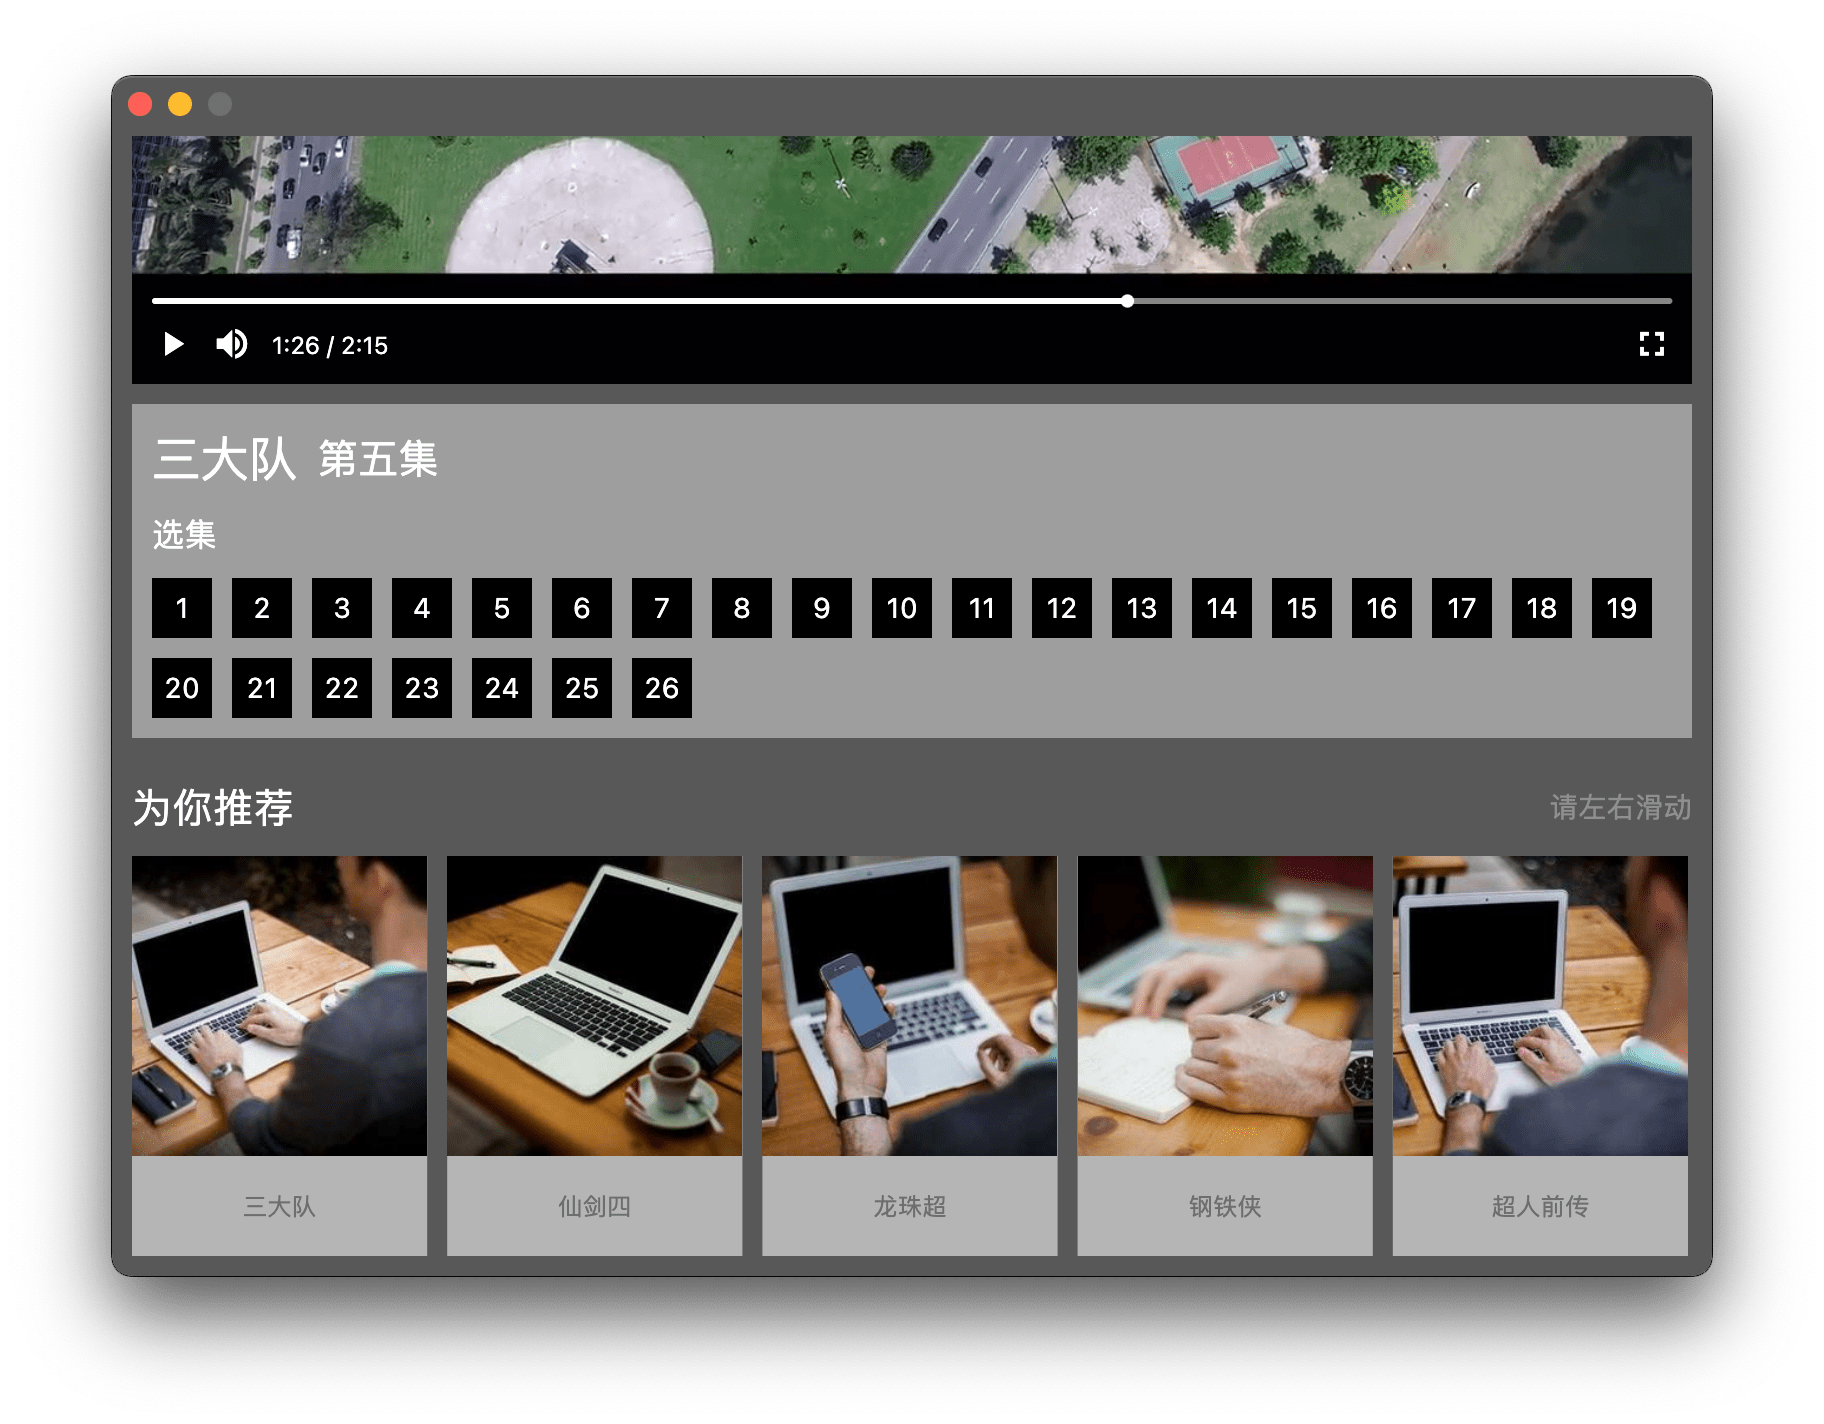 1:26 / 2:15
三大队 第五集
选集
1 2 3 4 5 6 7 8 9 10 11 12 13 14 15 16 17 18 19
20 21 22 23 24 25 26
为你推荐 请左右滑动
三大队 仙剑四 龙珠超 钢铁侠 超人前传